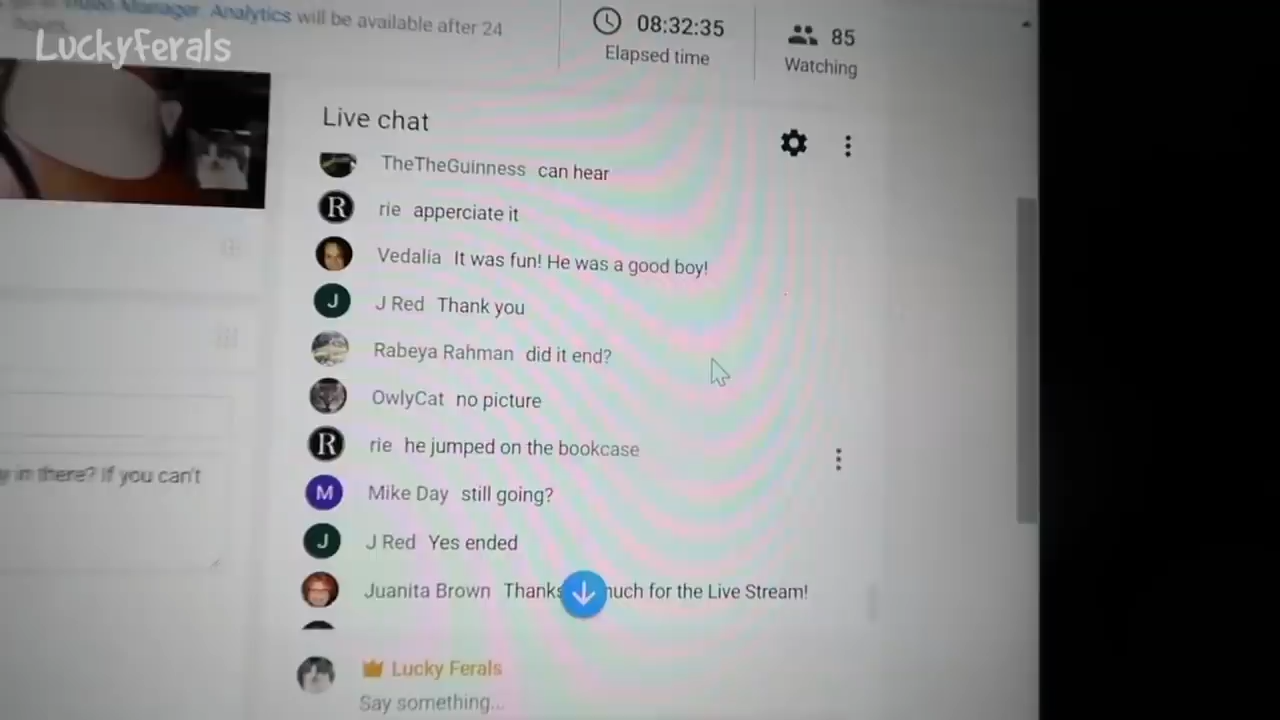 Video Manager. Analytics will be available after 24
hours.
LuckyFerals
08:32:35
Elapsed time
85
Watching
Live chat
TheTheGuinness can hear
R rie apperciate it
Vedalia It was fun! He was a good boy!
J J Red Thank you
Rabeya Rahman did it end?
OwlyCat no picture
R rie he jumped on the bookcase
M Mike Day still going?
J J Red Yes ended
Juanita Brown Thanks much for the Live Stream!
in there? If you can't
Lucky Ferals
Say something...